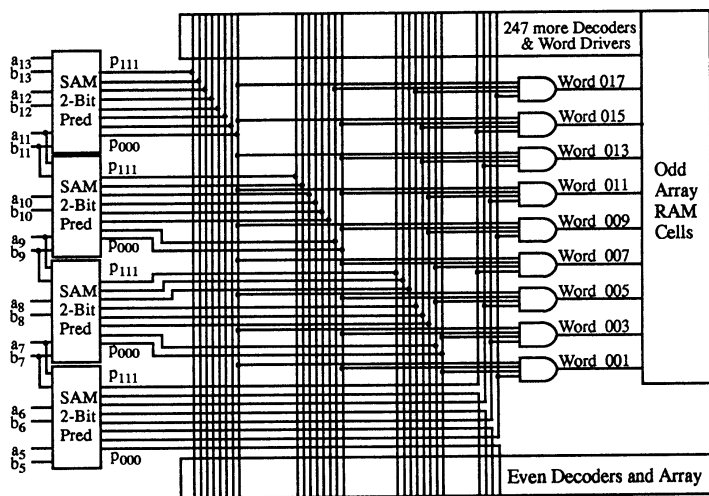 247 more Decoders
& Word Drivers
a13
b13
p111
SAM
2-Bit
Pred
a12
b12
a11
b11
p000
p111
SAM
2-Bit
Pred
a10
b10
a9
b9
p000
p111
SAM
2-Bit
Pred
a8
b8
a7
b7
p000
p111
SAM
2-Bit
Pred
a6
b6
a5
b5
p000
Word 017
Word 015
Word 013
Word 011
Word 009
Word 007
Word 005
Word 003
Word 001
Odd
Array
RAM
Cells
Even Decoders and Array